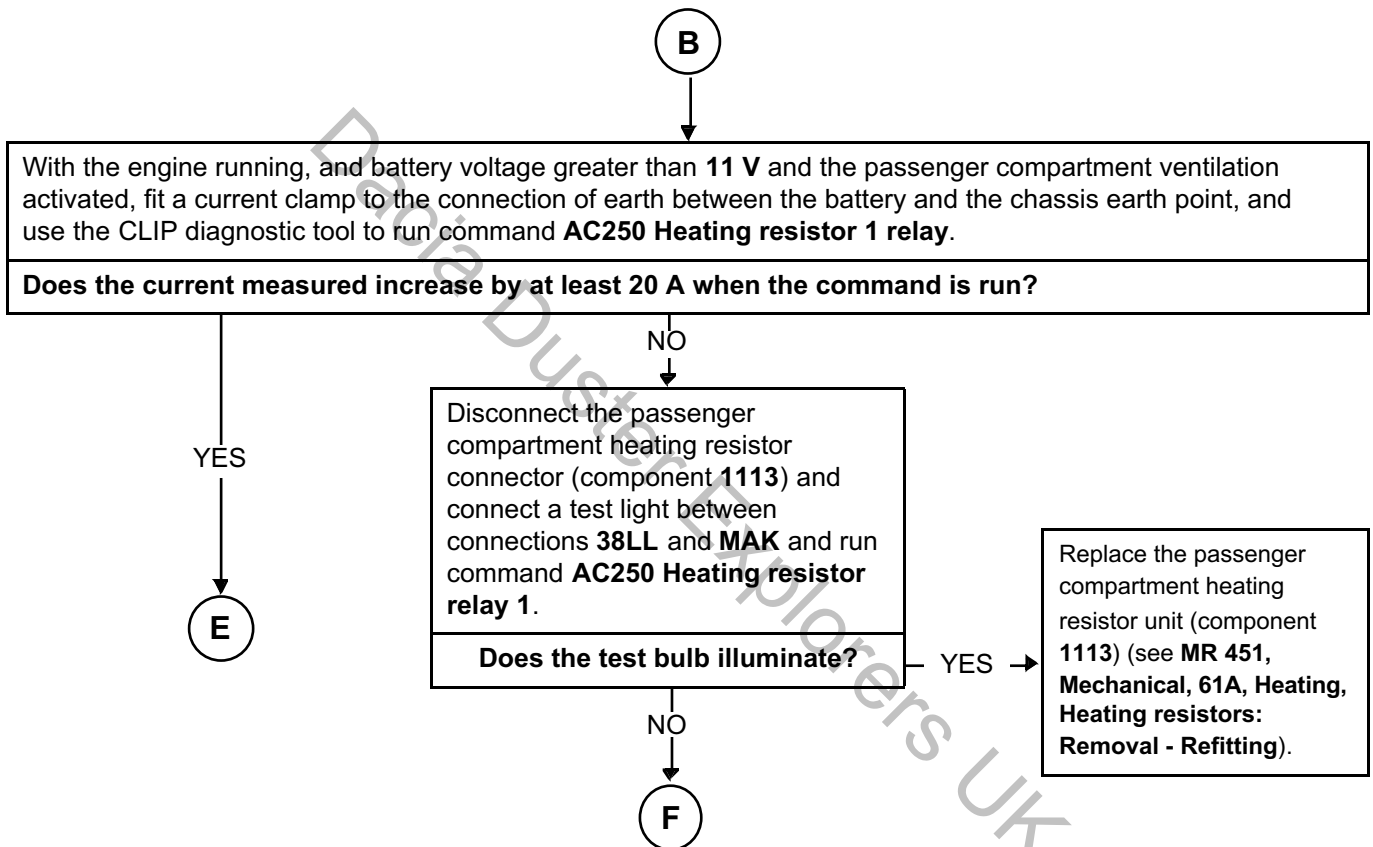 B
With the engine running, and battery voltage greater than 11 V and the passenger compartment ventilation
activated, fit a current clamp to the connection of earth between the battery and the chassis earth point, and
use the CLIP diagnostic tool to run command AC250 Heating resistor 1 relay.
Does the current measured increase by at least 20 A when the command is run?
NO
YES
Disconnect the passenger
compartment heating resistor
connector (component 1113) and
connect a test light between
connections 38LL and MAK and run
command AC250 Heating resistor
relay 1.
Does the test bulb illuminate?
YES
Replace the passenger
compartment heating
resistor unit (component
1113) (see MR 451,
Mechanical, 61A, Heating,
Heating resistors:
Removal - Refitting).
E
NO
F
Dacia Duster Explorers UK